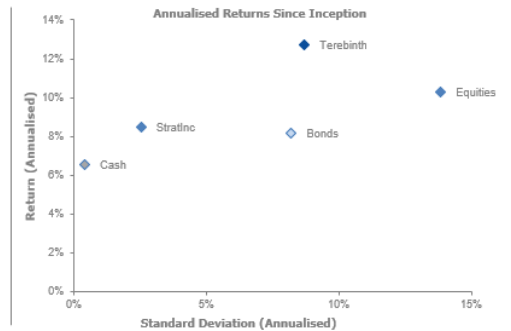 Annualised Returns Since Inception
14%
12%
10%
8%
6%
4%
2%
0%
Return (Annualised)
Terebinth
Equities
StratInc
Bonds
Cash
0%
5%
10%
15%
Standard Deviation (Annualised)